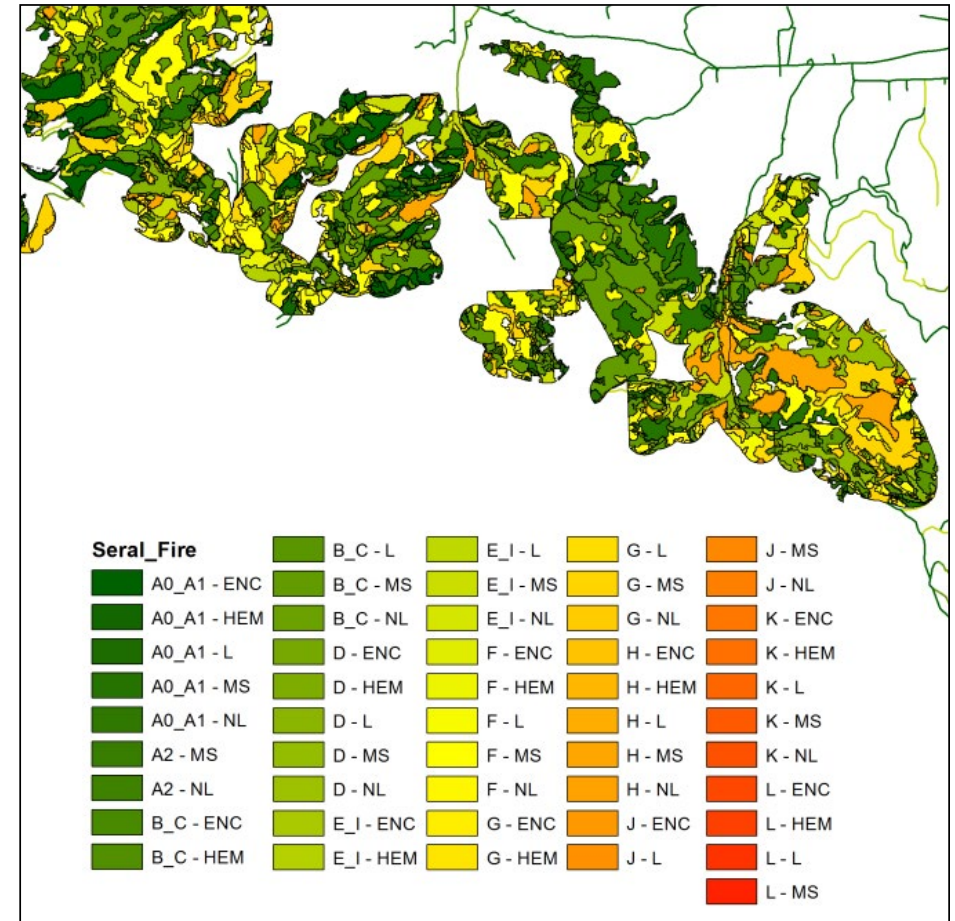 Seral_Fire
A0_A1 - ENC
A0_A1 - HEM
A0_A1 - L
A0_A1 - MS
A0_A1 - NL
A2 - MS
A2 - NL
B_C - ENC
B_C - HEM
B_C - L
B_C - MS
B_C - NL
D - ENC
D - HEM
D - L
D - MS
D - NL
E_I - ENC
E_I - HEM
E_I - L
E_I - MS
E_I - NL
F - ENC
F - HEM
F - L
F - MS
F - NL
G - ENC
G - HEM
G - L
G - MS
G - NL
H - ENC
H - HEM
H - L
H - MS
H - NL
J - ENC
J - L
J - MS
J - NL
K - ENC
K - HEM
K - L
K - MS
K - NL
L - ENC
L - HEM
L - L
L - MS